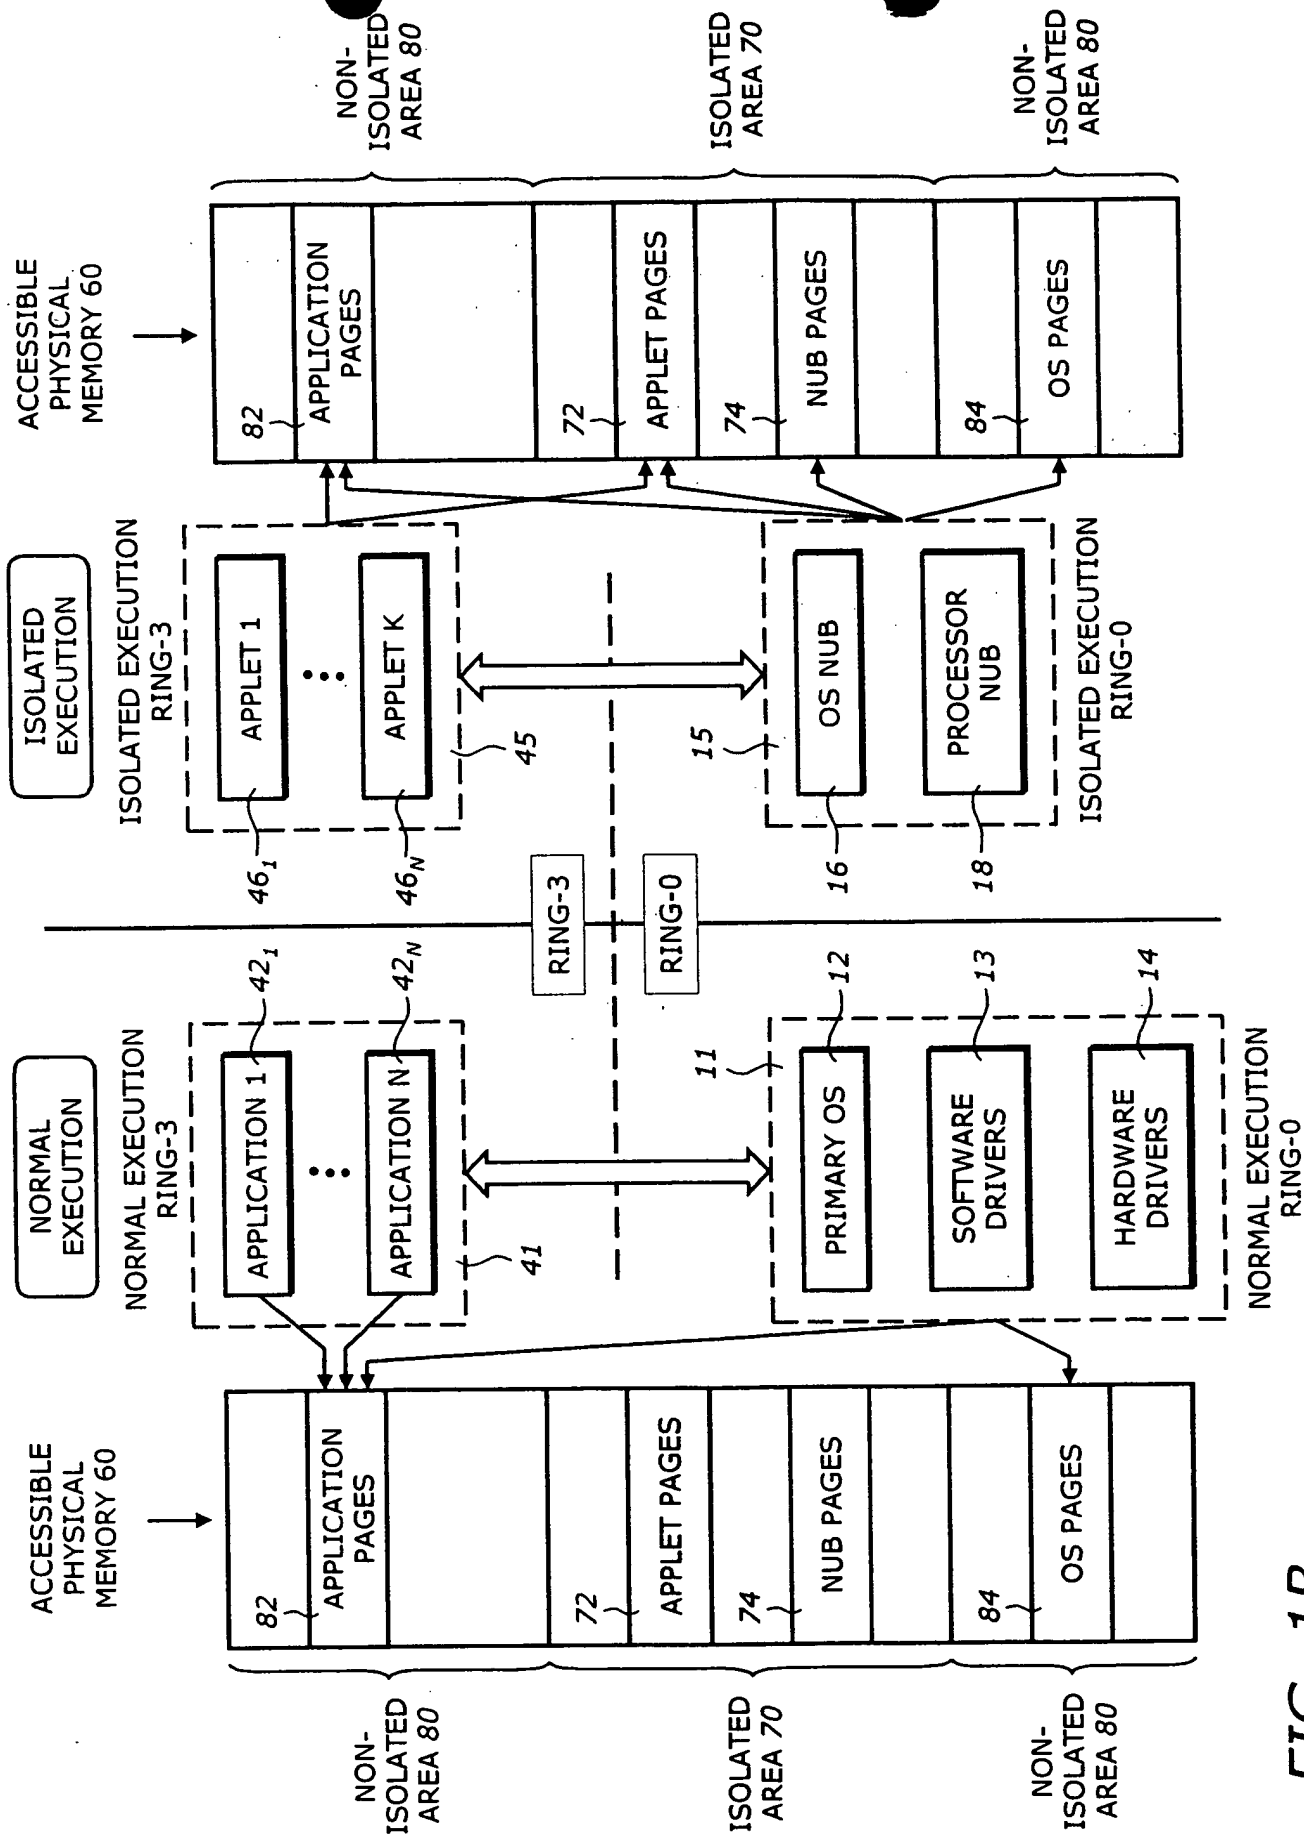 ACCESSIBLE
PHYSICAL
MEMORY 60
NON-
ISOLATED
AREA 80
82
APPLICATION
PAGES
ISOLATED
AREA 70
72
APPLET PAGES
74
NUB PAGES
NON-
ISOLATED
AREA 80
84
OS PAGES
NORMAL
EXECUTION
NORMAL EXECUTION
RING-3
APPLICATION 1
42₁
•••
APPLICATION N
42N
41
11
PRIMARY OS
12
SOFTWARE
DRIVERS
13
HARDWARE
DRIVERS
14
NORMAL EXECUTION
RING-0
RING-3
RING-0
ISOLATED
EXECUTION
ISOLATED EXECUTION
RING-3
46₁
APPLET 1
•••
46N
APPLET K
45
15
16
OS NUB
18
PROCESSOR
NUB
ISOLATED EXECUTION
RING-0
ACCESSIBLE
PHYSICAL
MEMORY 60
82
APPLICATION
PAGES
NON-
ISOLATED
AREA 80
72
APPLET PAGES
74
NUB PAGES
ISOLATED
AREA 70
84
OS PAGES
NON-
ISOLATED
AREA 80
FIG. 1B